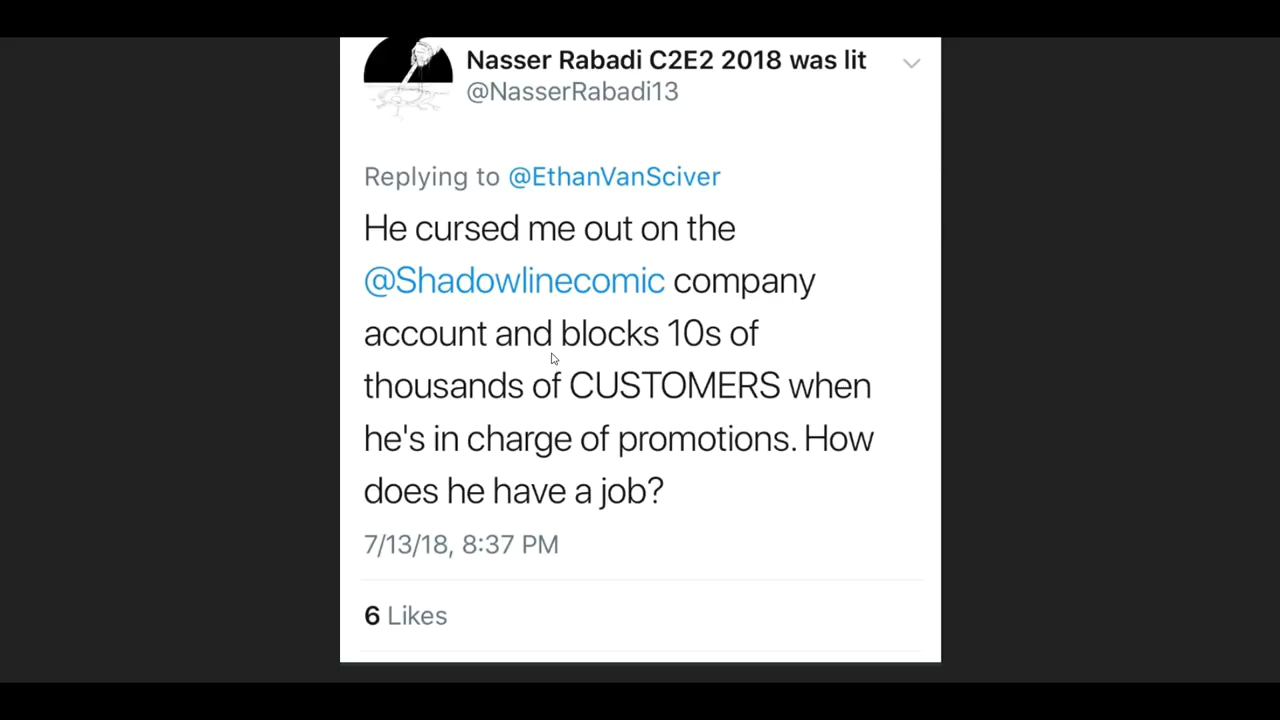 Nasser Rabadi C2E2 2018 was lit
@NasserRabadi13
Replying to @EthanVanSciver
He cursed me out on the
@Shadowlinecomic company
account and blocks 10s of
thousands of CUSTOMERS when
he's in charge of promotions. How
does he have a job?
7/13/18, 8:37 PM
6 Likes